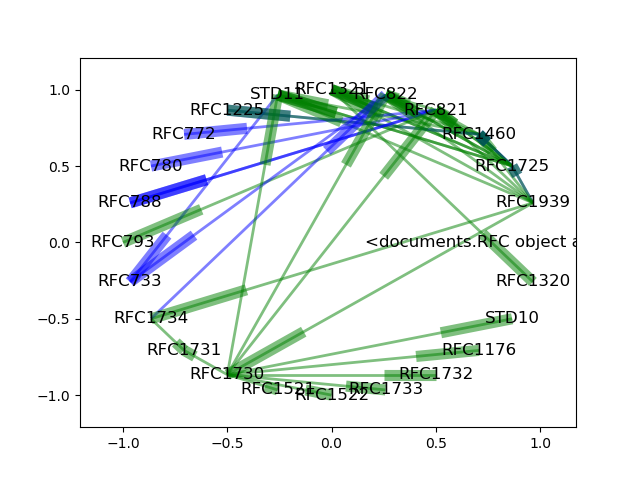 RFC1321
STD11
RFC822
RFC1225
RFC821
RFC772
RFC1460
RFC780
RFC1725
RFC788
RFC1939
RFC793
<documents.RFC object a
RFC733
RFC1320
RFC1734
STD10
RFC1731
RFC1176
RFC1730
RFC1732
RFC1521
RFC1733
RFC1522
1.0
0.5
0.0
−0.5
−1.0
−1.0
−0.5
0.0
0.5
1.0